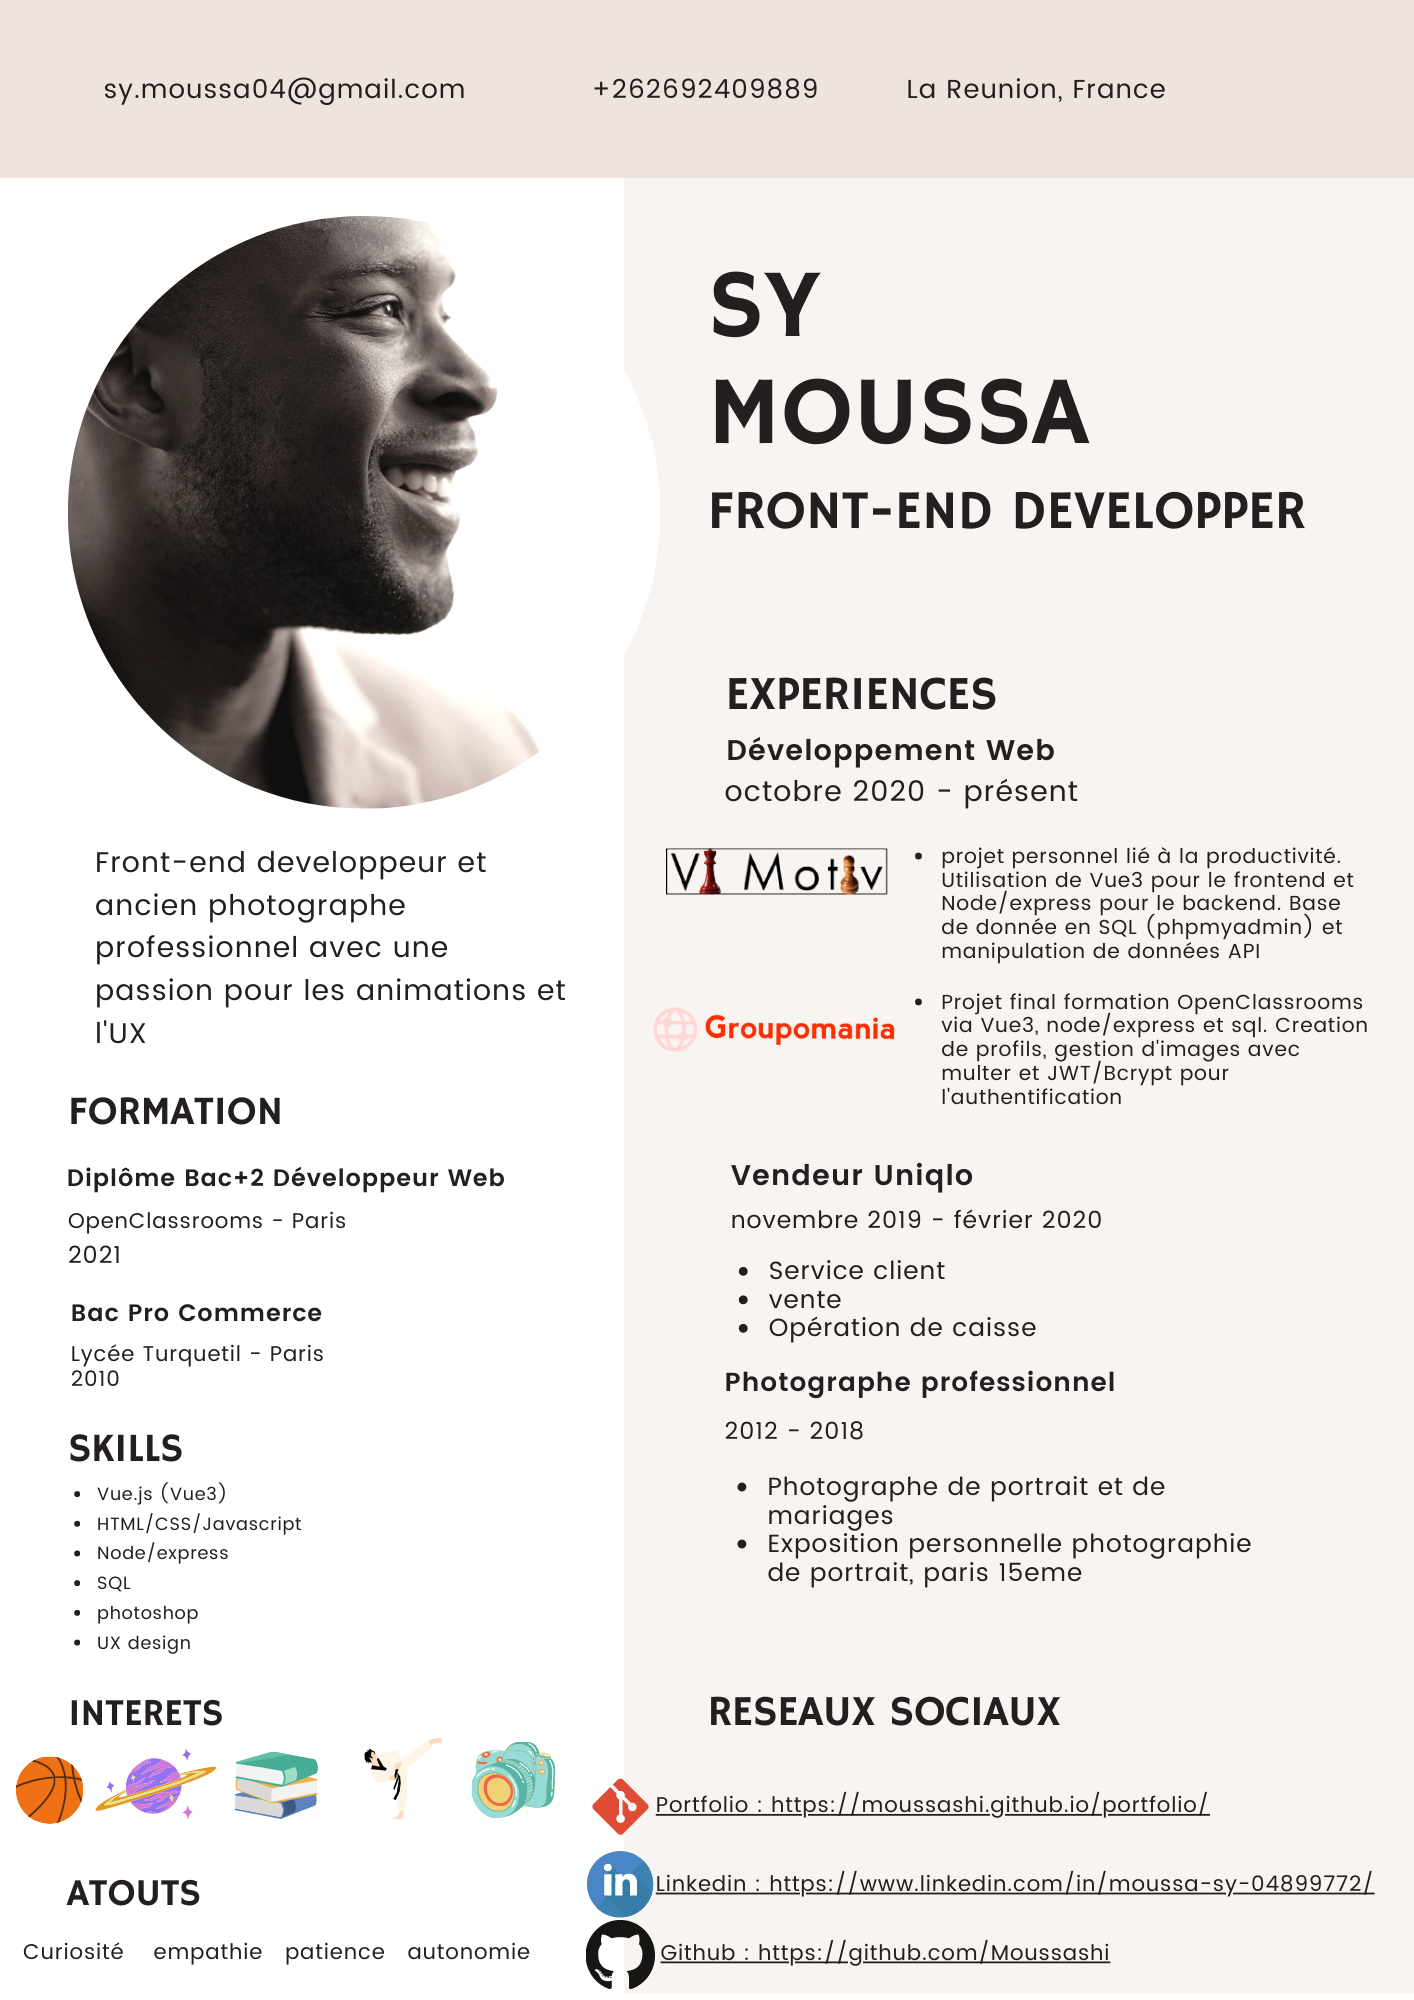 sy.moussa04@gmail.com
+262692409889
La Reunion, France
SY
MOUSSA
FRONT-END DEVELOPPER
Front-end developpeur et
ancien photographe
professionnel avec une
passion pour les animations et
l'UX
FORMATION
Diplôme Bac+2 Développeur Web
OpenClassrooms - Paris
2021
Bac Pro Commerce
Lycée Turquetil - Paris
2010
SKILLS
• Vue.js (Vue3)
• HTML/CSS/Javascript
• Node/express
• SQL
• photoshop
• UX design
INTERETS
ATOUTS
Curiosité empathie patience autonomie
EXPERIENCES
Développement Web
octobre 2020 - présent
Vi Motiv
• projet personnel lié à la productivité.
Utilisation de Vue3 pour le frontend et
Node/express pour le backend. Base
de donnée en SQL (phpmyadmin) et
manipulation de données API
Groupomania
• Projet final formation OpenClassrooms
via Vue3, node/express et sql. Creation
de profils, gestion d'images avec
multer et JWT/Bcrypt pour
l'authentification
Vendeur Uniqlo
novembre 2019 - février 2020
• Service client
• vente
• Opération de caisse
Photographe professionnel
2012 - 2018
• Photographe de portrait et de
mariages
• Exposition personnelle photographie
de portrait, paris 15eme
RESEAUX SOCIAUX
Portfolio : https://moussashi.github.io/portfolio/
in
Linkedin : https://www.linkedin.com/in/moussa-sy-04899772/
Github : https://github.com/Moussashi